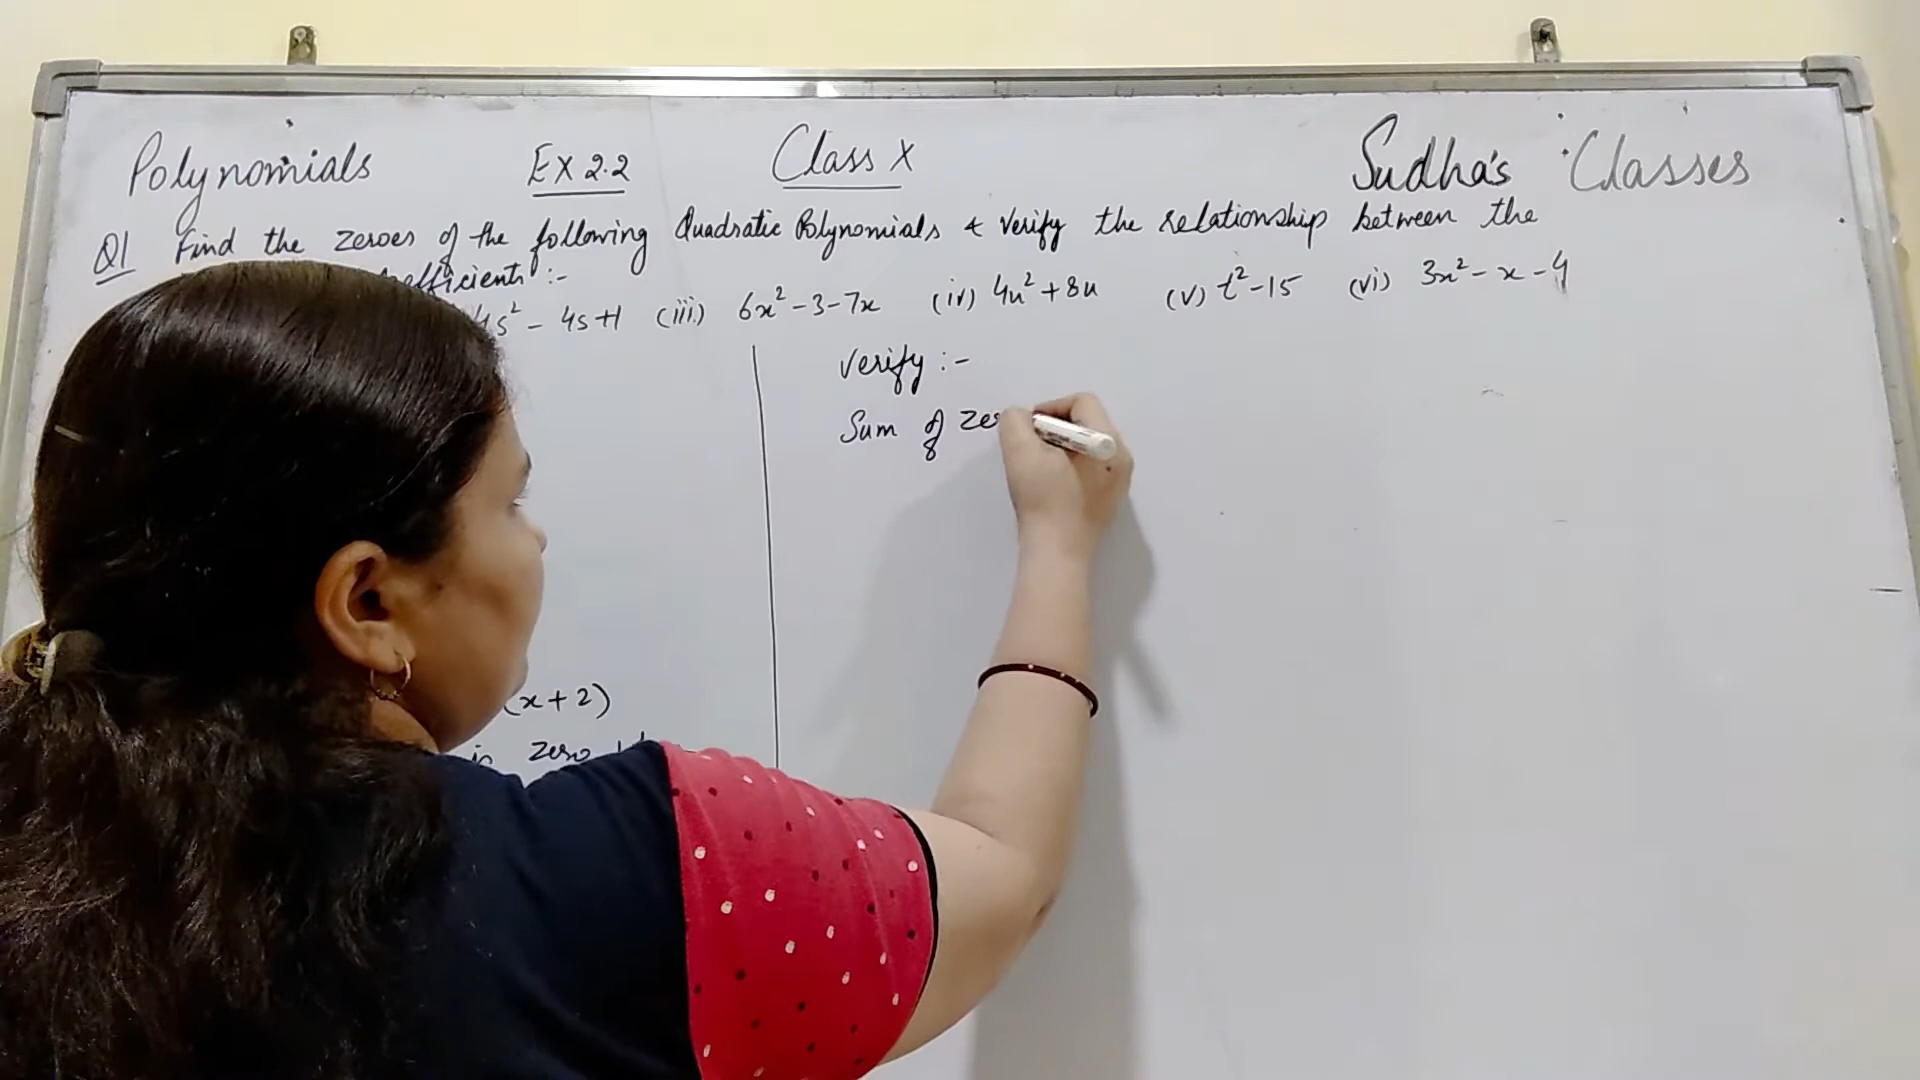 Polynomials Ex 2.2 Class X Sudha's Classes
Q1 Find the zeroes of the following Quadratic Polynomials & Verify the relationship between the
:-
4s² - 4s+1 (iii) 6x² - 3 - 7x (iv) 4u² + 8u (v) t² - 15 (vi) 3x² - x - 4
Verify :-
Sum of
(x+2)
is zero